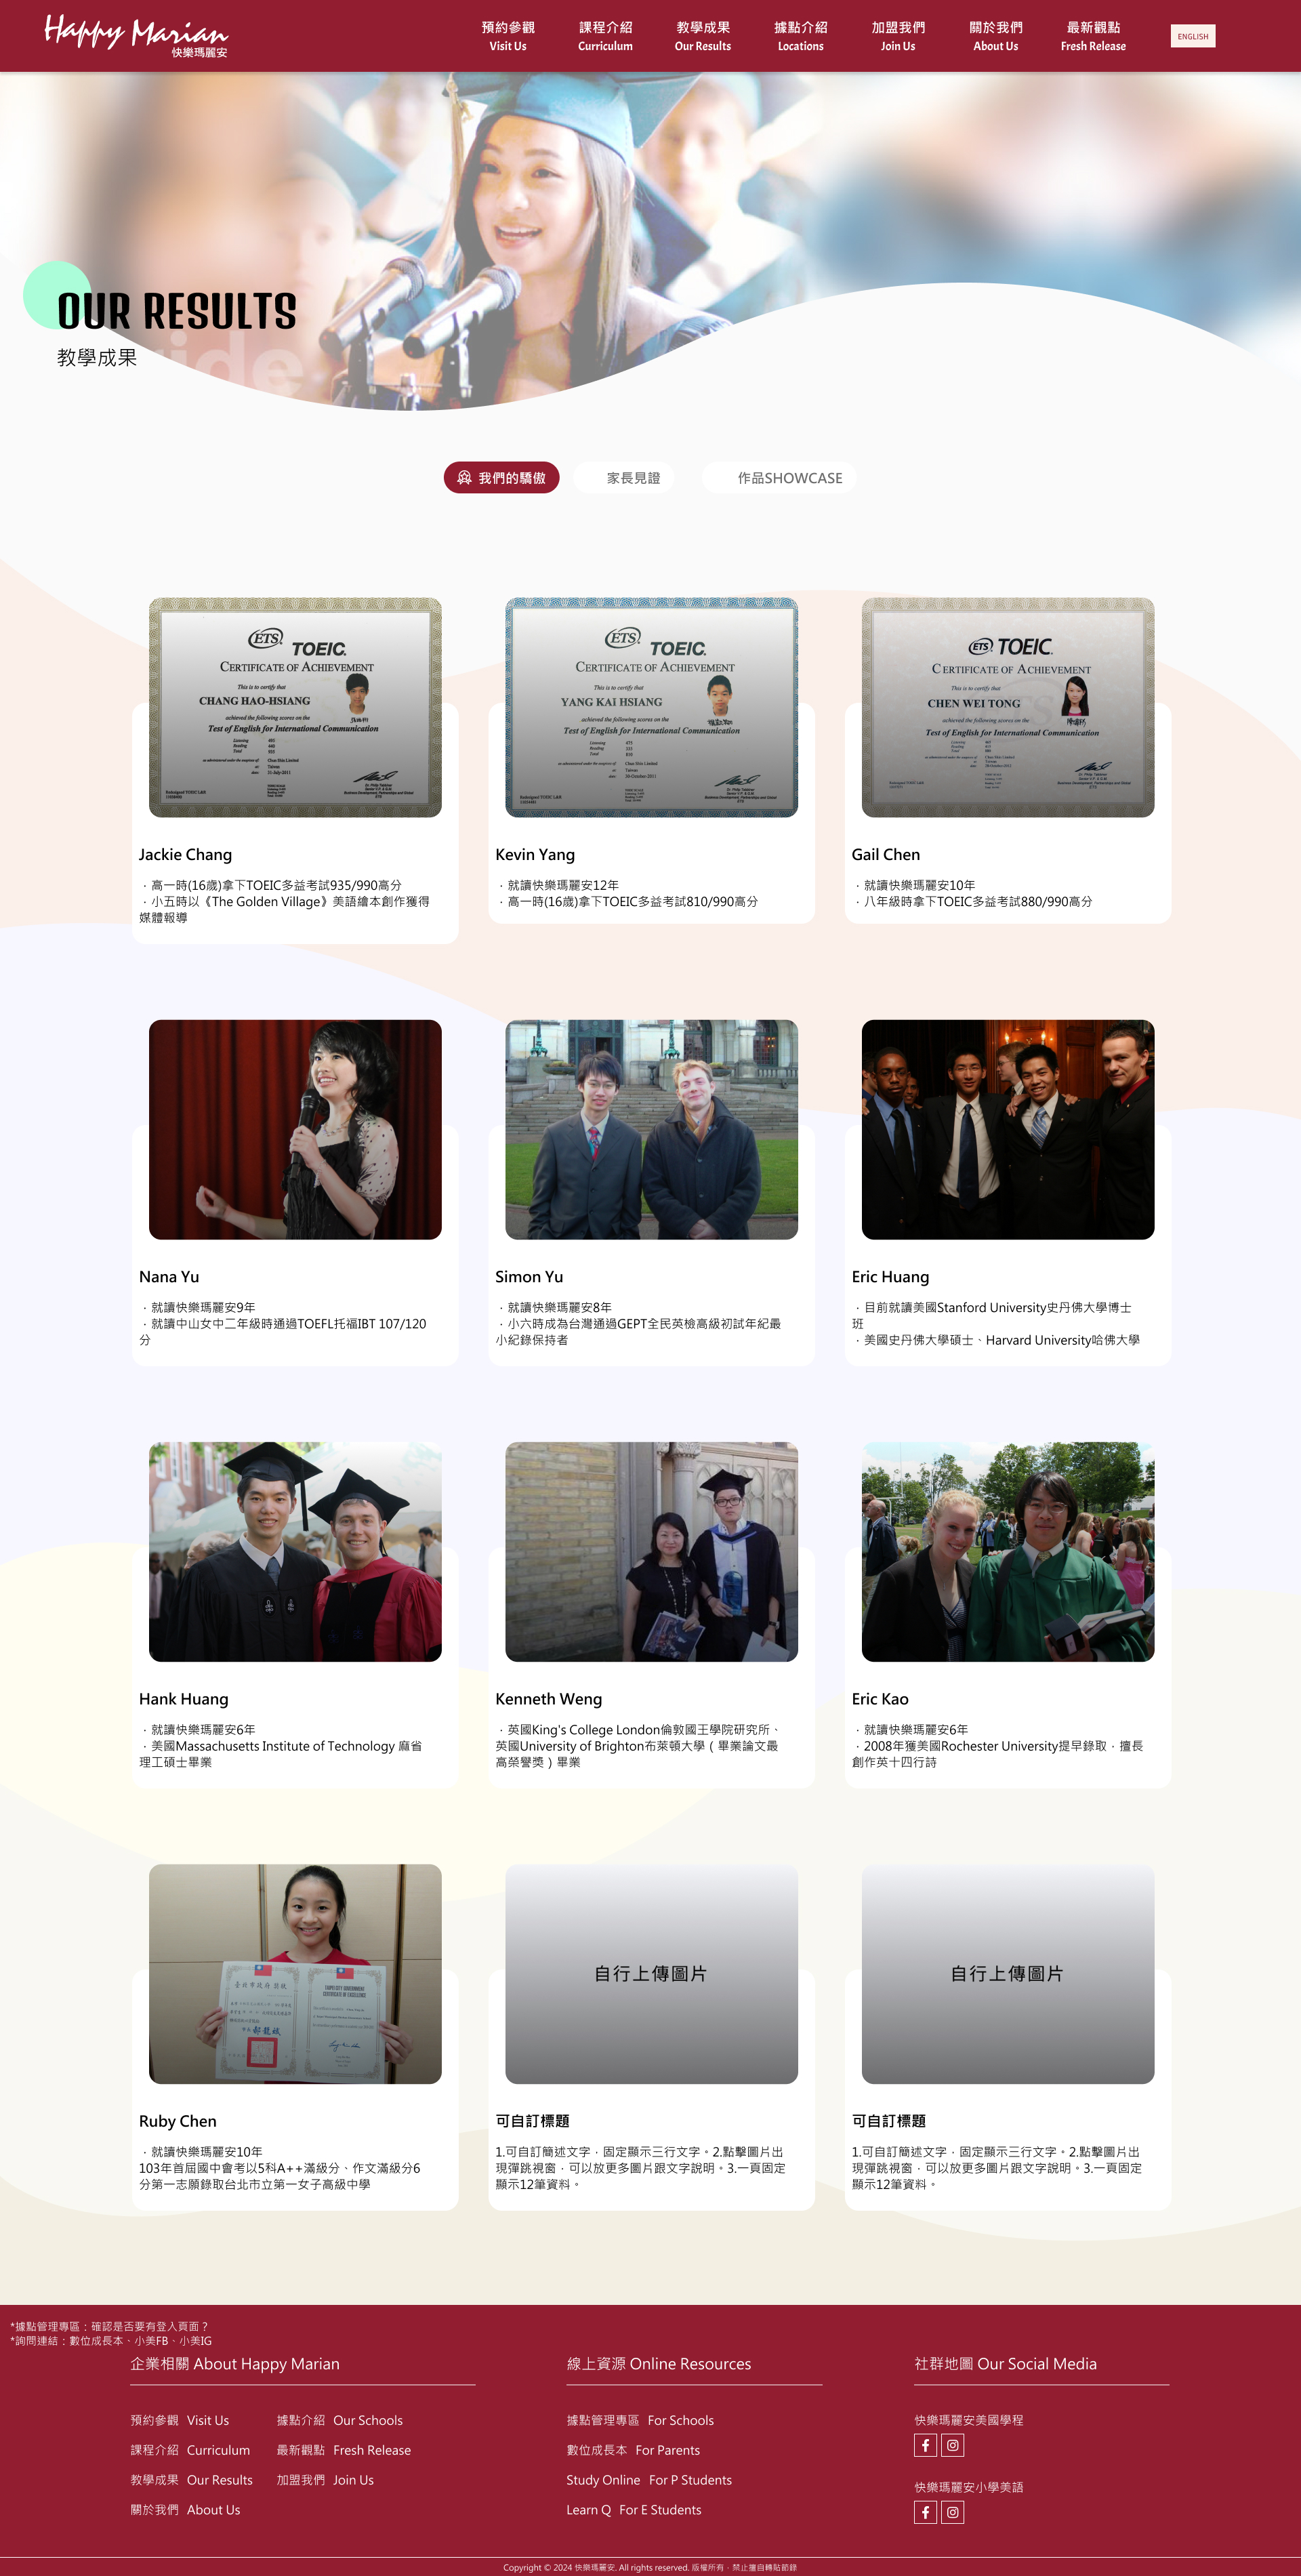 Happy Marian
快樂瑪麗安
預約參觀 課程介紹 教學成果 據點介紹 加盟我們 關於我們 最新觀點
Visit Us Curriculum Our Results Locations Join Us About Us Fresh Release
ENGLISH
OUR RESULTS
教學成果
我們的驕傲 家長見證 作品SHOWCASE
ETS TOEIC.
CERTIFICATE OF ACHIEVEMENT
This is to certify that
CHANG HAO-HSIANG
achieved the following scores on the
Test of English for International Communication
ETS TOEIC.
CERTIFICATE OF ACHIEVEMENT
This is to certify that
YANG KAI HSIANG
achieved the following scores on the
Test of English for International Communication
ETS TOEIC.
CERTIFICATE OF ACHIEVEMENT
This is to certify that
CHEN WEI TONG
achieved the following scores on the
Test of English for International Communication
Jackie Chang
．高一時(16歲)拿下TOEIC多益考試935/990高分
．小五時以《The Golden Village》美語繪本創作獲得
媒體報導
Kevin Yang
．就讀快樂瑪麗安12年
．高一時(16歲)拿下TOEIC多益考試810/990高分
Gail Chen
．就讀快樂瑪麗安10年
．八年級時拿下TOEIC多益考試880/990高分
Nana Yu
．就讀快樂瑪麗安9年
．就讀中山女中二年級時通過TOEFL托福IBT 107/120
分
Simon Yu
．就讀快樂瑪麗安8年
．小六時成為台灣通過GEPT全民英檢高級初試年紀最
小紀錄保持者
Eric Huang
．目前就讀美國Stanford University史丹佛大學博士
班
．美國史丹佛大學碩士、Harvard University哈佛大學
Hank Huang
．就讀快樂瑪麗安6年
．美國Massachusetts Institute of Technology 麻省
理工碩士畢業
Kenneth Weng
．英國King's College London倫敦國王學院研究所、
英國University of Brighton布萊頓大學（畢業論文最
高榮譽獎）畢業
Eric Kao
．就讀快樂瑪麗安6年
．2008年獲美國Rochester University提早錄取，擅長
創作英十四行詩
自行上傳圖片
自行上傳圖片
Ruby Chen
．就讀快樂瑪麗安10年
103年首屆國中會考以5科A++滿級分、作文滿級分6
分第一志願錄取台北市立第一女子高級中學
可自訂標題
1.可自訂簡述文字，固定顯示三行文字。2.點擊圖片出
現彈跳視窗，可以放更多圖片跟文字說明。3.一頁固定
顯示12筆資料。
可自訂標題
1.可自訂簡述文字，固定顯示三行文字。2.點擊圖片出
現彈跳視窗，可以放更多圖片跟文字說明。3.一頁固定
顯示12筆資料。
*據點管理專區：確認是否要有登入頁面？
*詢問連結：數位成長本、小美FB、小美IG
企業相關 About Happy Marian
預約參觀 Visit Us 據點介紹 Our Schools
課程介紹 Curriculum 最新觀點 Fresh Release
教學成果 Our Results 加盟我們 Join Us
關於我們 About Us
線上資源 Online Resources
據點管理專區 For Schools
數位成長本 For Parents
Study Online For P Students
Learn Q For E Students
社群地圖 Our Social Media
快樂瑪麗安美國學程
快樂瑪麗安小學美語
Copyright © 2024 快樂瑪麗安. All rights reserved. 版權所有．禁止擅自轉貼節錄